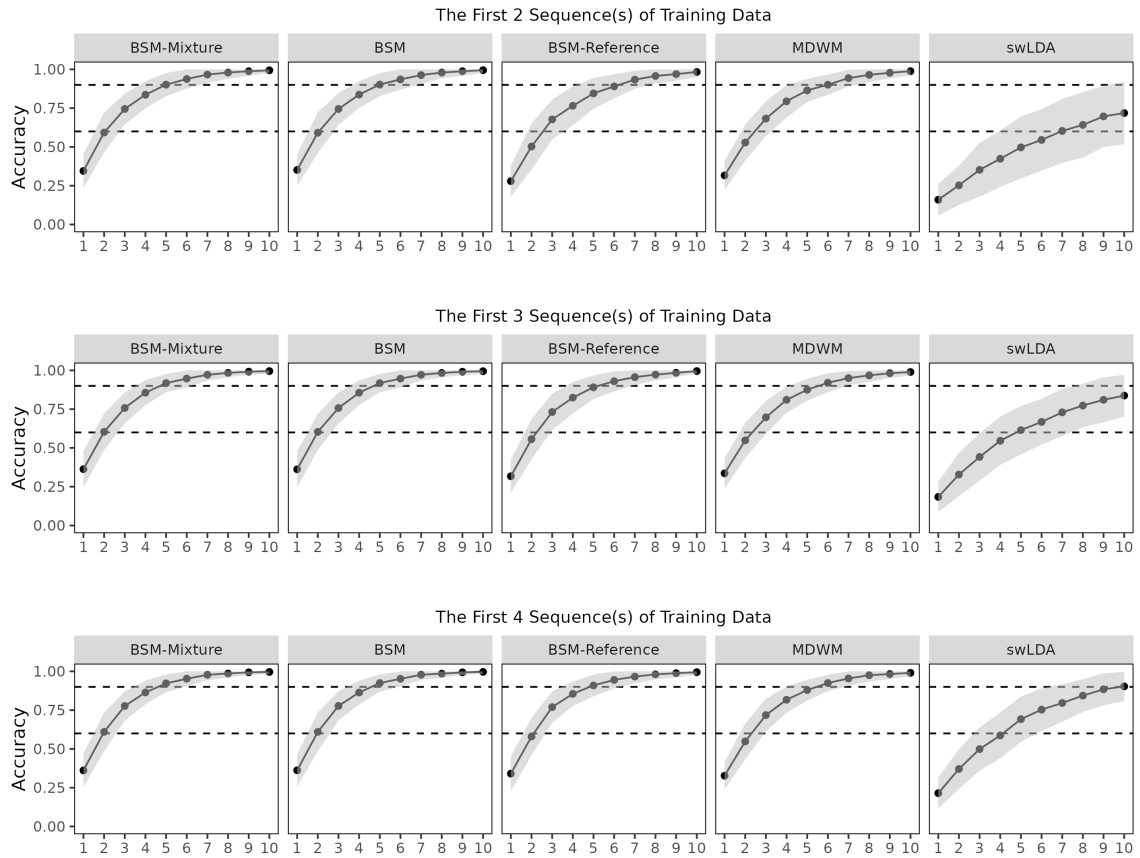 The First 2 Sequence(s) of Training Data
BSM-Mixture BSM BSM-Reference MDWM swLDA
Accuracy
1.00
0.75
0.50
0.25
0.00
1 2 3 4 5 6 7 8 9 10 1 2 3 4 5 6 7 8 9 10 1 2 3 4 5 6 7 8 9 10 1 2 3 4 5 6 7 8 9 10 1 2 3 4 5 6 7 8 9 10
The First 3 Sequence(s) of Training Data
BSM-Mixture BSM BSM-Reference MDWM swLDA
Accuracy
1.00
0.75
0.50
0.25
0.00
1 2 3 4 5 6 7 8 9 10 1 2 3 4 5 6 7 8 9 10 1 2 3 4 5 6 7 8 9 10 1 2 3 4 5 6 7 8 9 10 1 2 3 4 5 6 7 8 9 10
The First 4 Sequence(s) of Training Data
BSM-Mixture BSM BSM-Reference MDWM swLDA
Accuracy
1.00
0.75
0.50
0.25
0.00
1 2 3 4 5 6 7 8 9 10 1 2 3 4 5 6 7 8 9 10 1 2 3 4 5 6 7 8 9 10 1 2 3 4 5 6 7 8 9 10 1 2 3 4 5 6 7 8 9 10